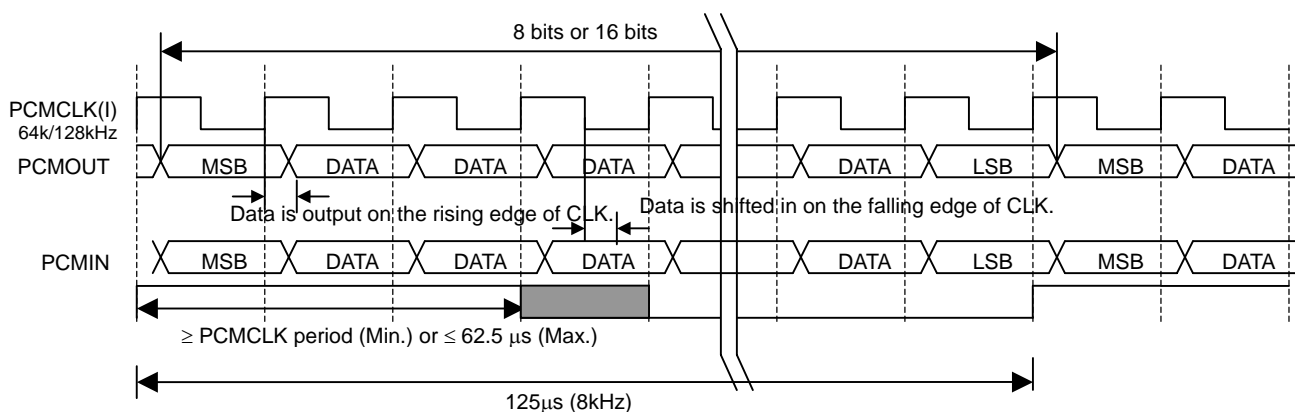 8 bits or 16 bits
PCMCLK(I)
64k/128kHz
PCMOUT
MSB DATA DATA DATA DATA LSB MSB DATA
Data is output on the rising edge of CLK.
Data is shifted in on the falling edge of CLK.
PCMIN
MSB DATA DATA DATA DATA LSB MSB DATA
≥ PCMCLK period (Min.) or ≤ 62.5 μs (Max.)
125μs (8kHz)